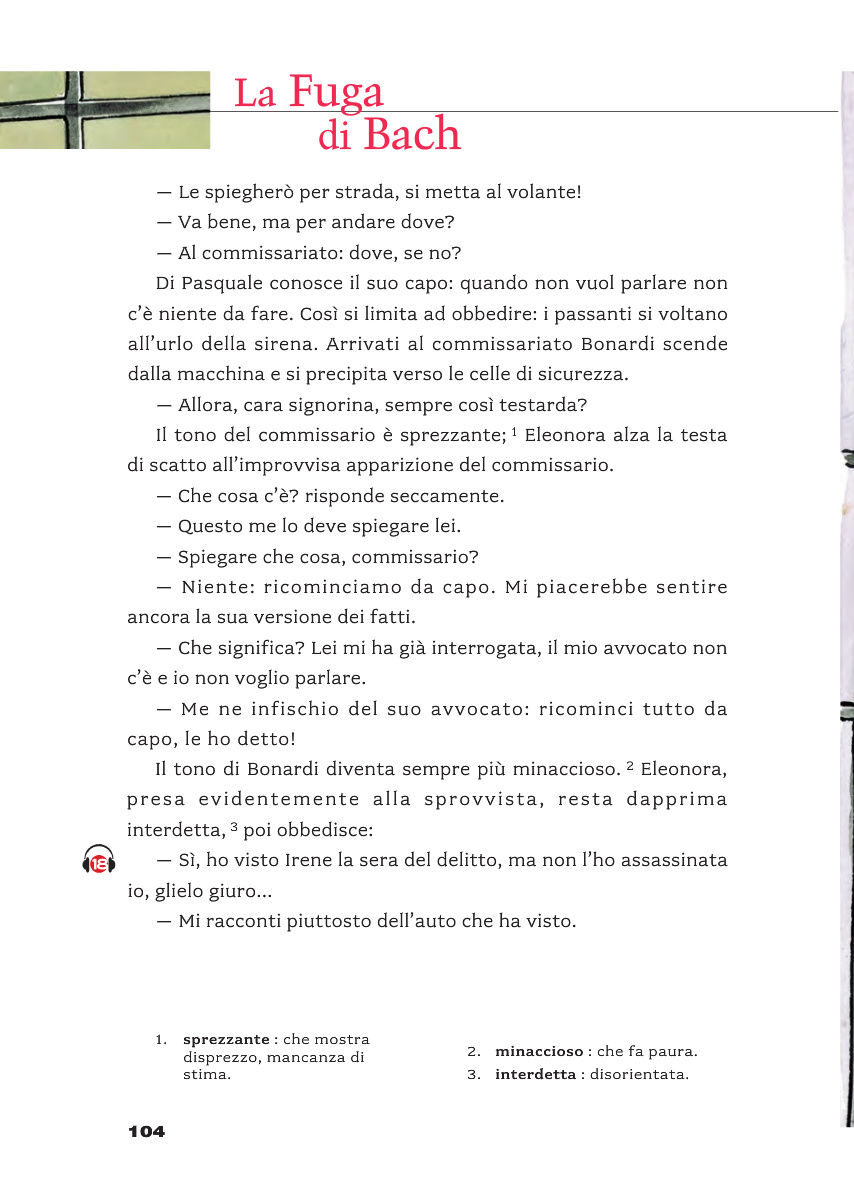 La Fuga
di Bach
— Le spiegherò per strada, si metta al volante!
— Va bene, ma per andare dove?
— Al commissariato: dove, se no?
Di Pasquale conosce il suo capo: quando non vuol parlare non
c’è niente da fare. Così si limita ad obbedire: i passanti si voltano
all’urlo della sirena. Arrivati al commissariato Bonardi scende
dalla macchina e si precipita verso le celle di sicurezza.
— Allora, cara signorina, sempre così testarda?
Il tono del commissario è sprezzante; 1 Eleonora alza la testa
di scatto all’improvvisa apparizione del commissario.
— Che cosa c’è? risponde seccamente.
— Questo me lo deve spiegare lei.
— Spiegare che cosa, commissario?
— Niente: ricominciamo da capo. Mi piacerebbe sentire
ancora la sua versione dei fatti.
— Che significa? Lei mi ha già interrogata, il mio avvocato non
c’è e io non voglio parlare.
— Me ne infischio del suo avvocato: ricominci tutto da
capo, le ho detto!
Il tono di Bonardi diventa sempre più minaccioso. 2 Eleonora,
presa evidentemente alla sprovvista, resta dapprima
interdetta, 3 poi obbedisce:
18
— Sì, ho visto Irene la sera del delitto, ma non l’ho assassinata
io, glielo giuro...
— Mi racconti piuttosto dell’auto che ha visto.
1. sprezzante : che mostra
disprezzo, mancanza di
stima.
2. minaccioso : che fa paura.
3. interdetta : disorientata.
104